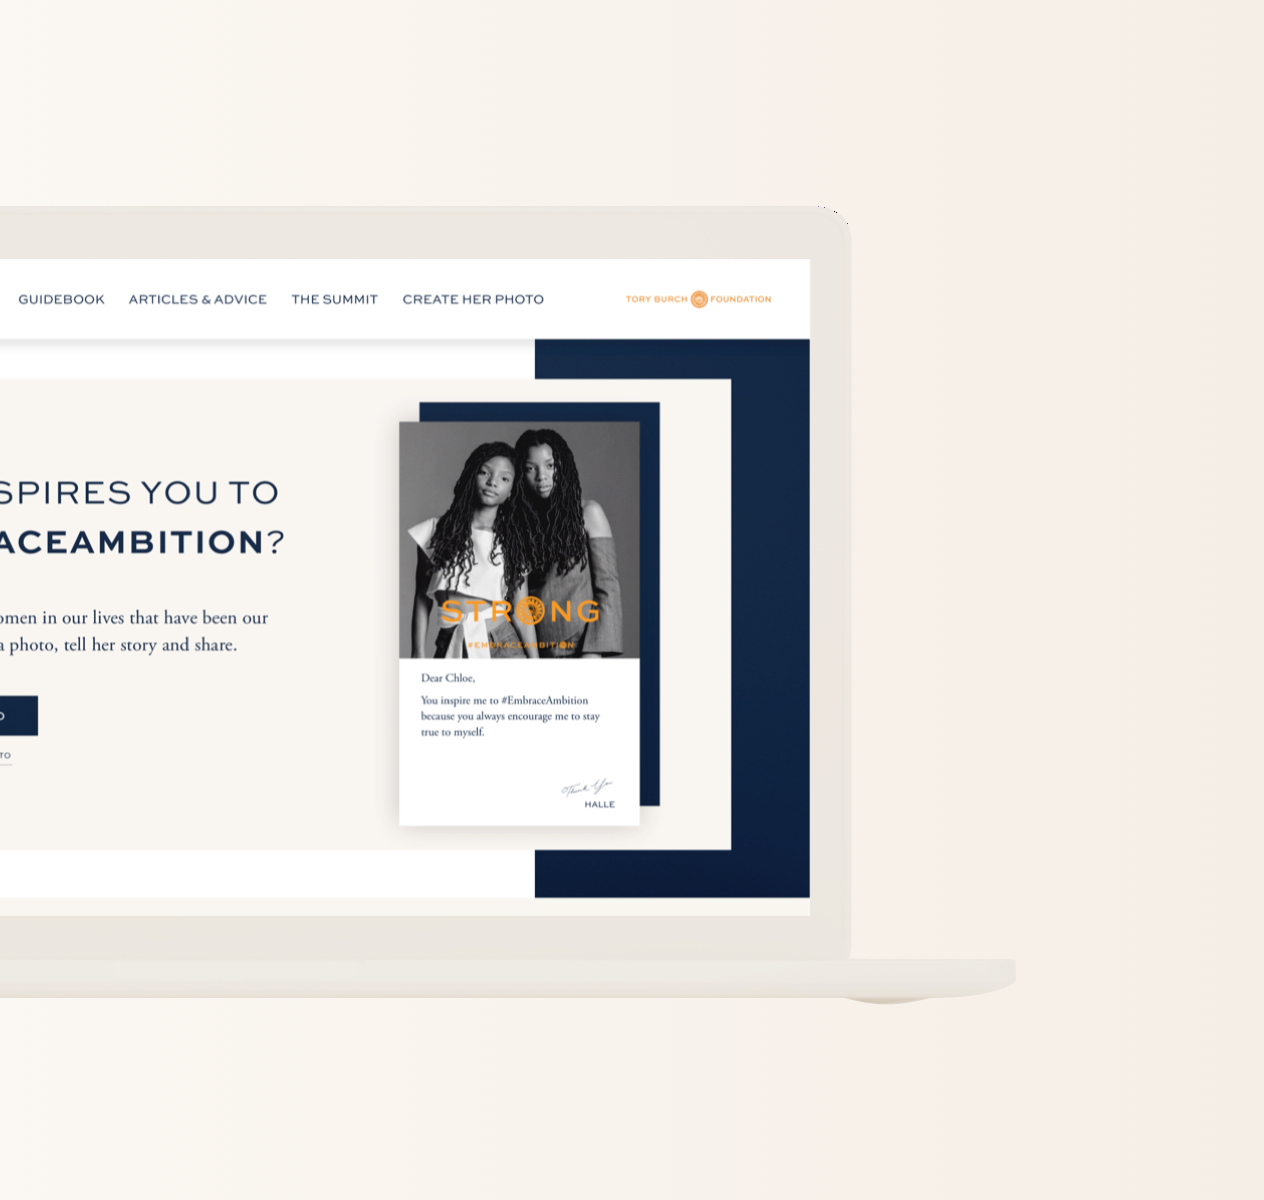 GUIDEBOOK ARTICLES & ADVICE THE SUMMIT CREATE HER PHOTO TORY BURCH FOUNDATION
SPIRES YOU TO
ACEAMBITION?
omen in our lives that have been our
a photo, tell her story and share.
O
TO
STRONG
#EMBRACEAMBITION
Dear Chloe,
You inspire me to #EmbraceAmbition
because you always encourage me to stay
true to myself.
Thank You
HALLE